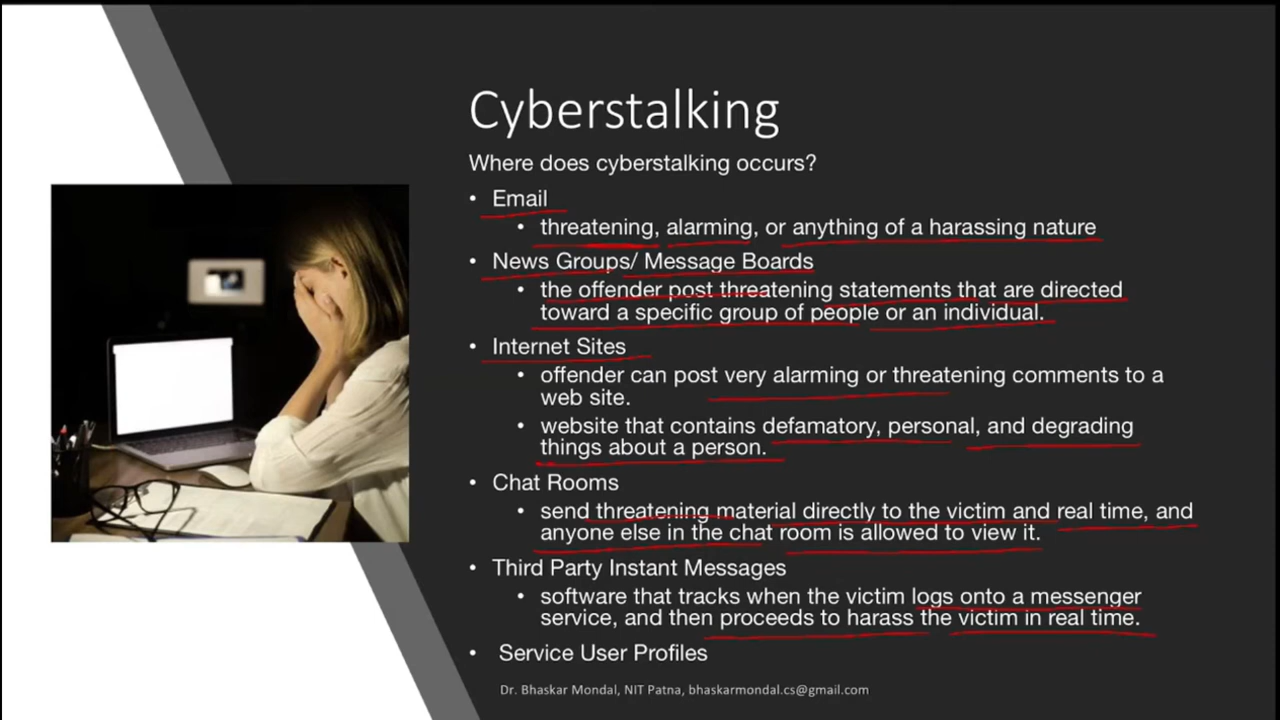 Cyberstalking
Where does cyberstalking occurs?
• Email
• threatening, alarming, or anything of a harassing nature
• News Groups/ Message Boards
• the offender post threatening statements that are directed
toward a specific group of people or an individual.
• Internet Sites
• offender can post very alarming or threatening comments to a
web site.
• website that contains defamatory, personal, and degrading
things about a person.
• Chat Rooms
• send threatening material directly to the victim and real time, and
anyone else in the chat room is allowed to view it.
• Third Party Instant Messages
• software that tracks when the victim logs onto a messenger
service, and then proceeds to harass the victim in real time.
• Service User Profiles
Dr. Bhaskar Mondal, NIT Patna, bhaskarmondal.cs@gmail.com